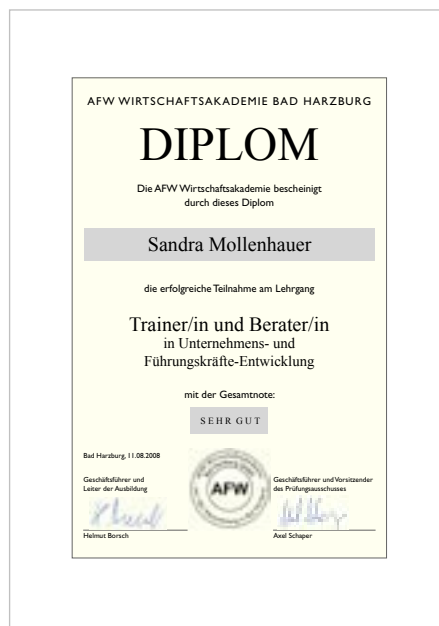 AFW WIRTSCHAFTSAKADEMIE BAD HARZBURG
DIPLOM
Die AFW Wirtschaftsakademie bescheinigt
durch dieses Diplom
Sandra Mollenhauer
die erfolgreiche Teilnahme am Lehrgang
Trainer/in und Berater/in
in Unternehmens- und
Führungskräfte-Entwicklung
mit der Gesamtnote:
SEHR GUT
Bad Harzburg, 11.08.2008
Geschäftsführer und
Leiter der Ausbildung
AFW
Geschäftsführer und Vorsitzender
des Prüfungsausschusses
Helmut Borsch
Axel Schaper